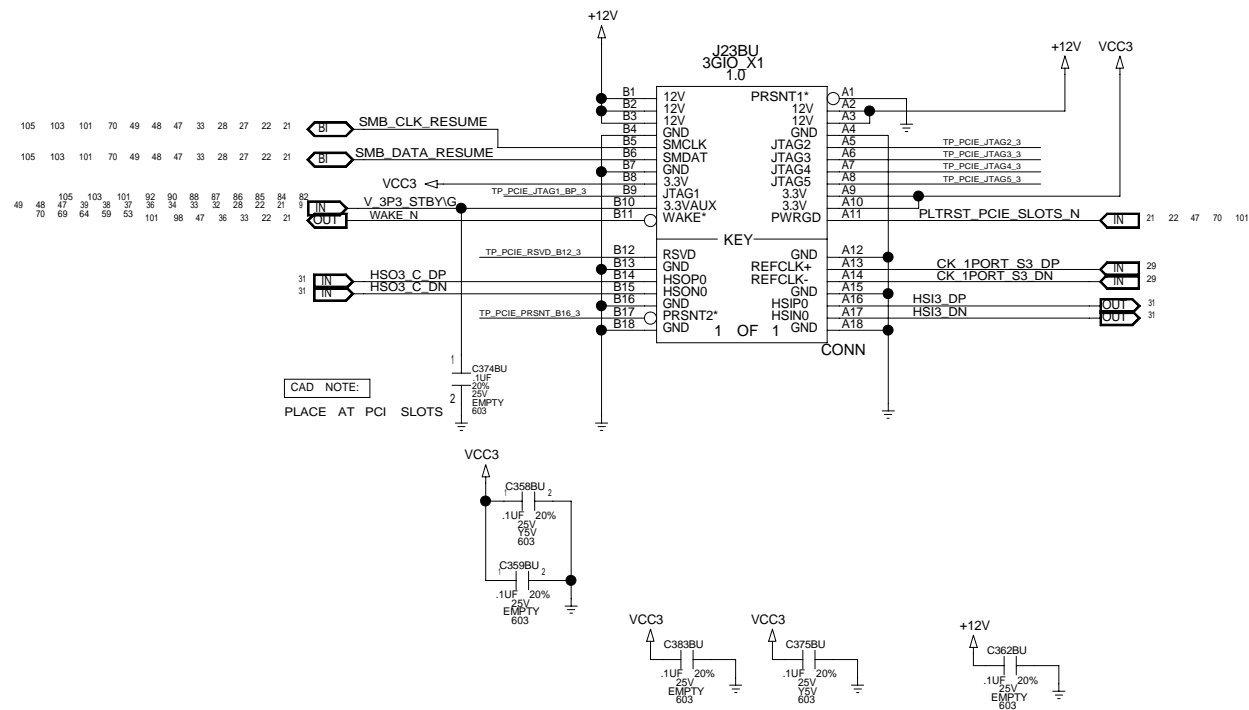 +12V
J23BU
3GIO_X1
1.0
+12V VCC3
B1 12V PRSNT1* A1
B2 12V 12V A2
B3 12V 12V A3
B4 GND GND A4
105 103 101 70 49 48 47 33 28 27 22 21 BI SMB_CLK_RESUME B5 SMCLK JTAG2 A5 TP_PCIE_JTAG2_3
B6 SMDAT JTAG3 A6 TP_PCIE_JTAG3_3
105 103 101 70 49 48 47 33 28 27 22 21 BI SMB_DATA_RESUME B7 GND JTAG4 A7 TP_PCIE_JTAG4_3
VCC3 B8 3.3V JTAG5 A8 TP_PCIE_JTAG5_3
TP_PCIE_JTAG1_BP_3 B9 JTAG1 3.3V A9
105 103 101 92 90 88 87 86 85 84 82
49 48 47 39 38 37 36 34 33 32 28 22 21 9 IN V_3P3_STBY\G B10 3.3VAUX 3.3V A10
70 69 64 59 53 101 98 47 36 33 22 21 OUT WAKE_N B11 WAKE* PWRGD A11 PLTRST_PCIE_SLOTS_N IN 21 22 47 70 101
KEY
TP_PCIE_RSVD_B12_3 B12 RSVD GND A12
B13 GND REFCLK+ A13 CK_1PORT_S3_DP IN 29
31 IN HSO3_C_DP B14 HSOP0 REFCLK- A14 CK_1PORT_S3_DN IN 29
31 IN HSO3_C_DN B15 HSON0 GND A15
B16 GND HSIP0 A16 HSI3_DP OUT 31
TP_PCIE_PRSNT_B16_3 B17 PRSNT2* HSIN0 A17 HSI3_DN OUT 31
B18 GND GND A18
1 OF 1
CONN
CAD NOTE:
PLACE AT PCI SLOTS
1
2
C374BU
.1UF
20%
25V
EMPTY
603
VCC3
1 C358BU 2
.1UF 20%
25V
Y5V
603
1 C359BU 2
.1UF 20%
25V
EMPTY
603
VCC3
C383BU
.1UF 20%
25V
EMPTY
603
VCC3
C375BU
.1UF 20%
25V
Y5V
603
+12V
C362BU
.1UF 20%
25V
EMPTY
603